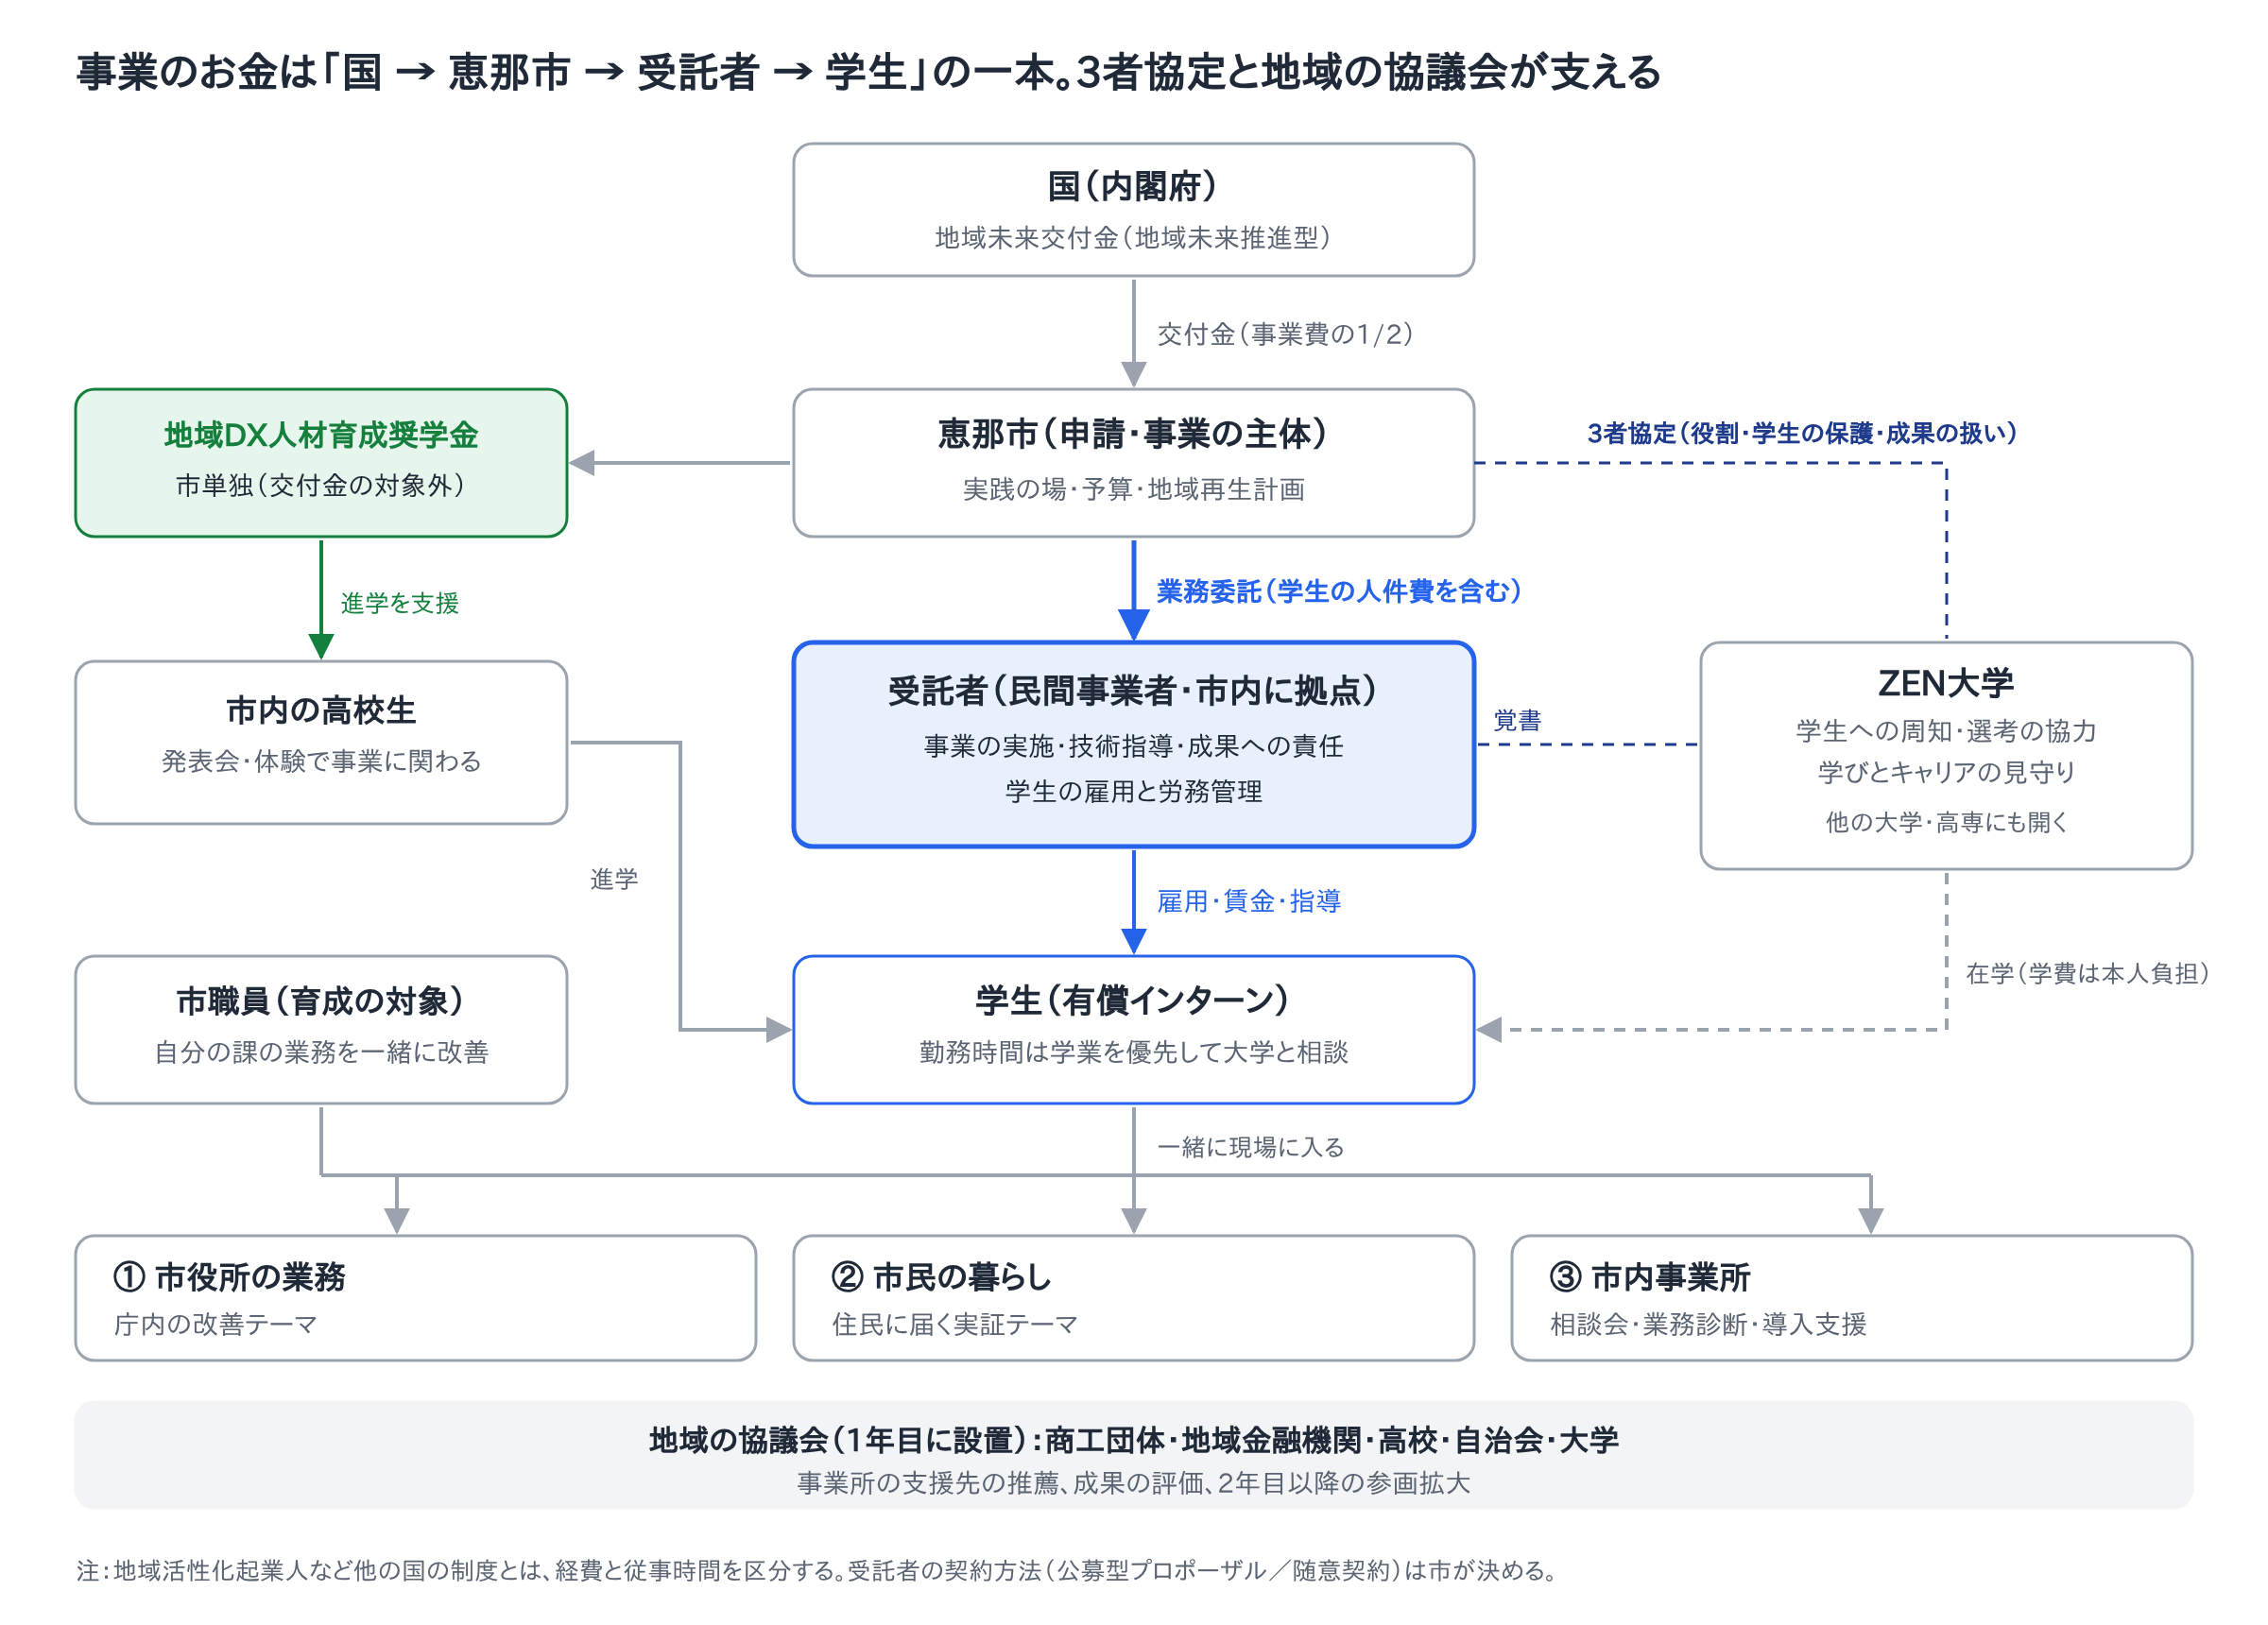 事業のお金は「国 → 恵那市 → 受託者 → 学生」の一本。3者協定と地域の協議会が支える
国（内閣府）
地域未来交付金（地域未来推進型）
交付金（事業費の1/2）
地域DX人材育成奨学金
市単独（交付金の対象外）
恵那市（申請・事業の主体）
実践の場・予算・地域再生計画
3者協定（役割・学生の保護・成果の扱い）
進学を支援
業務委託（学生の人件費を含む）
市内の高校生
発表会・体験で事業に関わる
受託者（民間事業者・市内に拠点）
事業の実施・技術指導・成果への責任
学生の雇用と労務管理
覚書
ZEN大学
学生への周知・選考の協力
学びとキャリアの見守り
他の大学・高専にも開く
進学
雇用・賃金・指導
在学（学費は本人負担）
市職員（育成の対象）
自分の課の業務を一緒に改善
学生（有償インターン）
勤務時間は学業を優先して大学と相談
一緒に現場に入る
① 市役所の業務
庁内の改善テーマ
② 市民の暮らし
住民に届く実証テーマ
③ 市内事業所
相談会・業務診断・導入支援
地域の協議会（1年目に設置）：商工団体・地域金融機関・高校・自治会・大学
事業所の支援先の推薦、成果の評価、2年目以降の参画拡大
注：地域活性化起業人など他の国の制度とは、経費と従事時間を区分する。受託者の契約方法（公募型プロポーザル／随意契約）は市が決める。